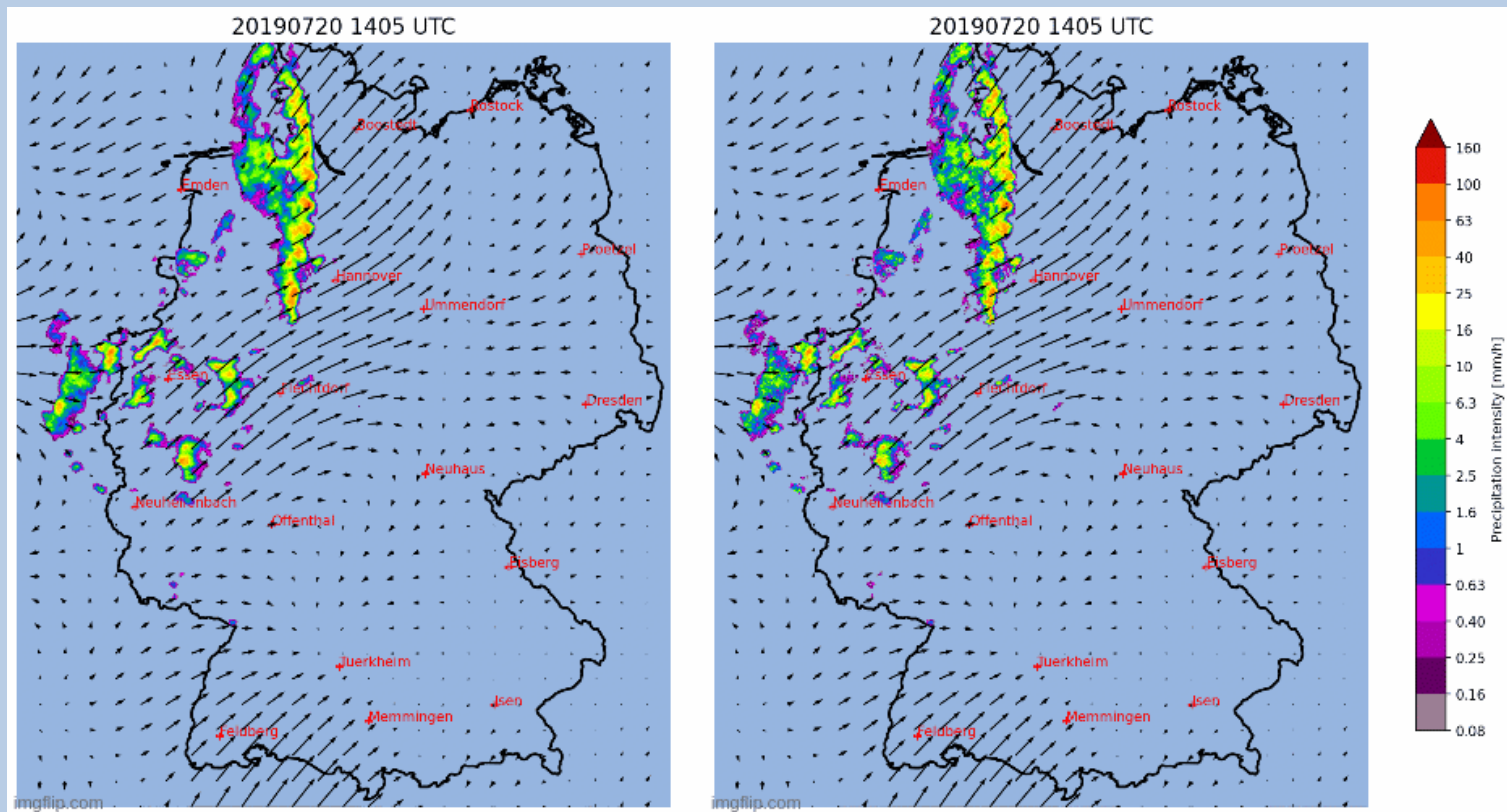 20190720 1405 UTC
Rostock
Boostedt
Emden
Proetzel
Hannover
Ummendorf
Essen
Flechtdorf
Dresden
Neuhaus
Neuheilenbach
Offenthal
Eisberg
Tuerkheim
Isen
Memmingen
Feldberg
imgflip.com
20190720 1405 UTC
Rostock
Boostedt
Emden
Proetzel
Hannover
Ummendorf
Essen
Flechtdorf
Dresden
Neuhaus
Neuheilenbach
Offenthal
Eisberg
Tuerkheim
Isen
Memmingen
Feldberg
imgflip.com
160
100
63
40
25
16
10
6.3
4
2.5
1.6
1
0.63
0.40
0.25
0.16
0.08
Precipitation intensity [mm/h]